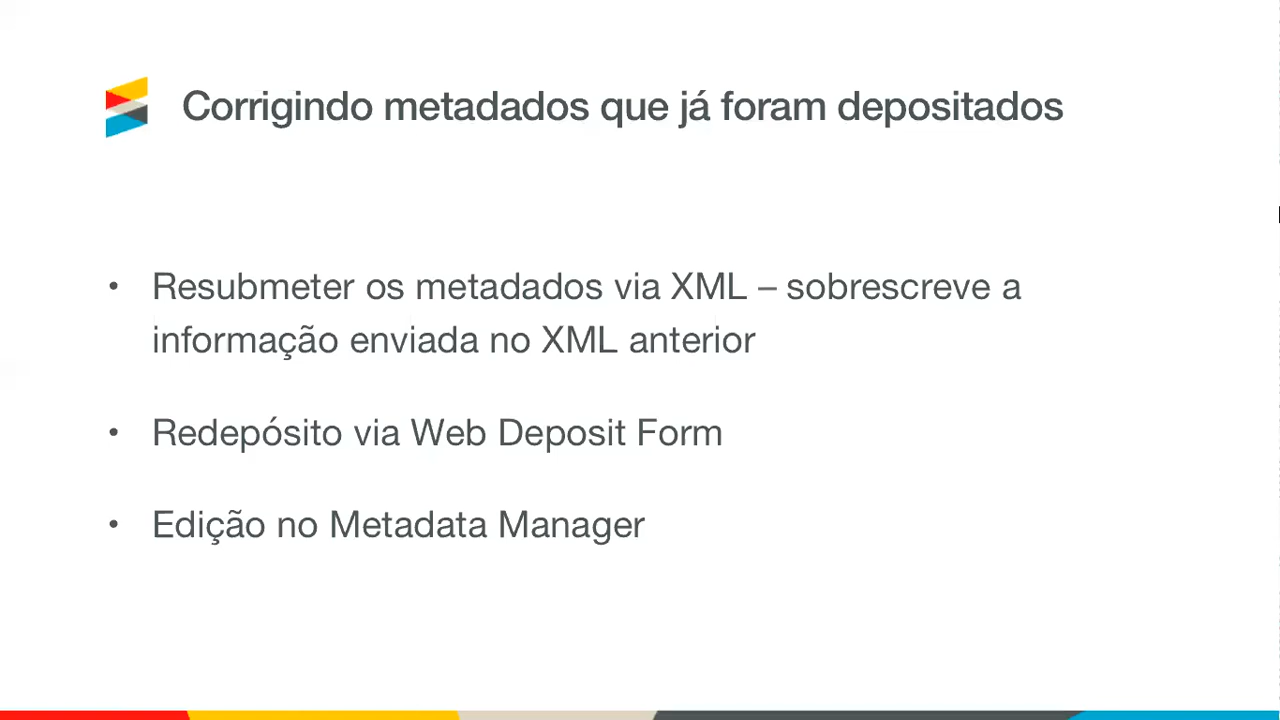 Corrigindo metadados que já foram depositados
• Resubmeter os metadados via XML – sobrescreve a
informação enviada no XML anterior
• Redepósito via Web Deposit Form
• Edição no Metadata Manager